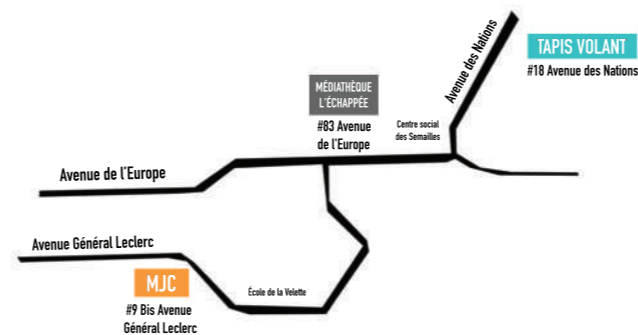 Avenue des Nations
TAPIS VOLANT
#18 Avenue des Nations
MÉDIATHÈQUE
L'ÉCHAPPÉE
#83 Avenue
de l'Europe
Centre social
des Semailles
Avenue de l'Europe
Avenue Général Leclerc
MJC
#9 Bis Avenue
Général Leclerc
École de la Velette